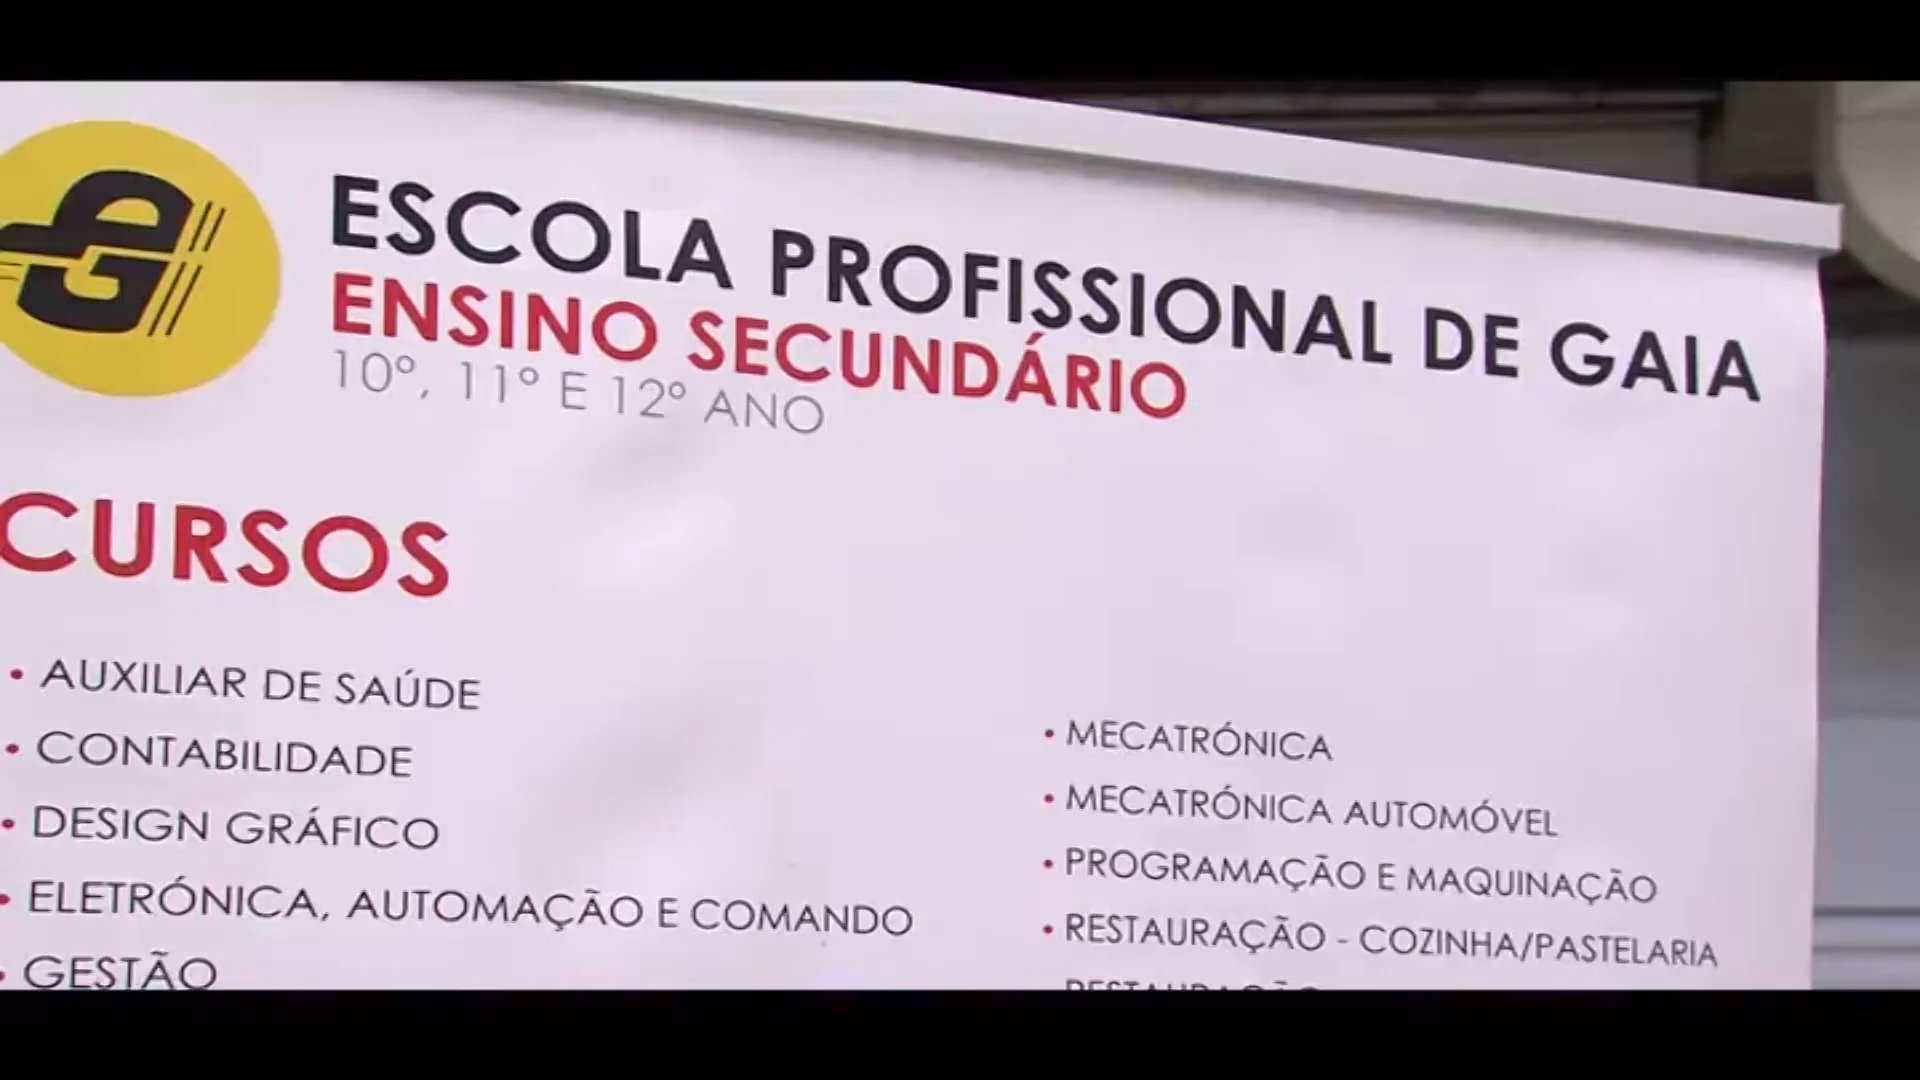 ESCOLA PROFISSIONAL DE GAIA
ENSINO SECUNDÁRIO
10º, 11º E 12º ANO
CURSOS
• AUXILIAR DE SAÚDE
• CONTABILIDADE
• DESIGN GRÁFICO
• ELETRÓNICA, AUTOMAÇÃO E COMANDO
• GESTÃO
• MECATRÓNICA
• MECATRÓNICA AUTOMÓVEL
• PROGRAMAÇÃO E MAQUINAÇÃO
• RESTAURAÇÃO - COZINHA/PASTELARIA